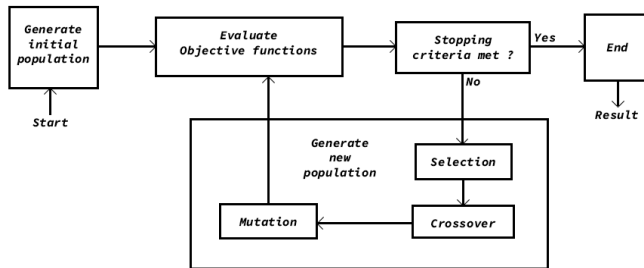 Generate
initial
population
Evaluate
Objective functions
Stopping
criteria met ?
Yes
End
No
Start
Result
Generate
new
population
Selection
Mutation
Crossover